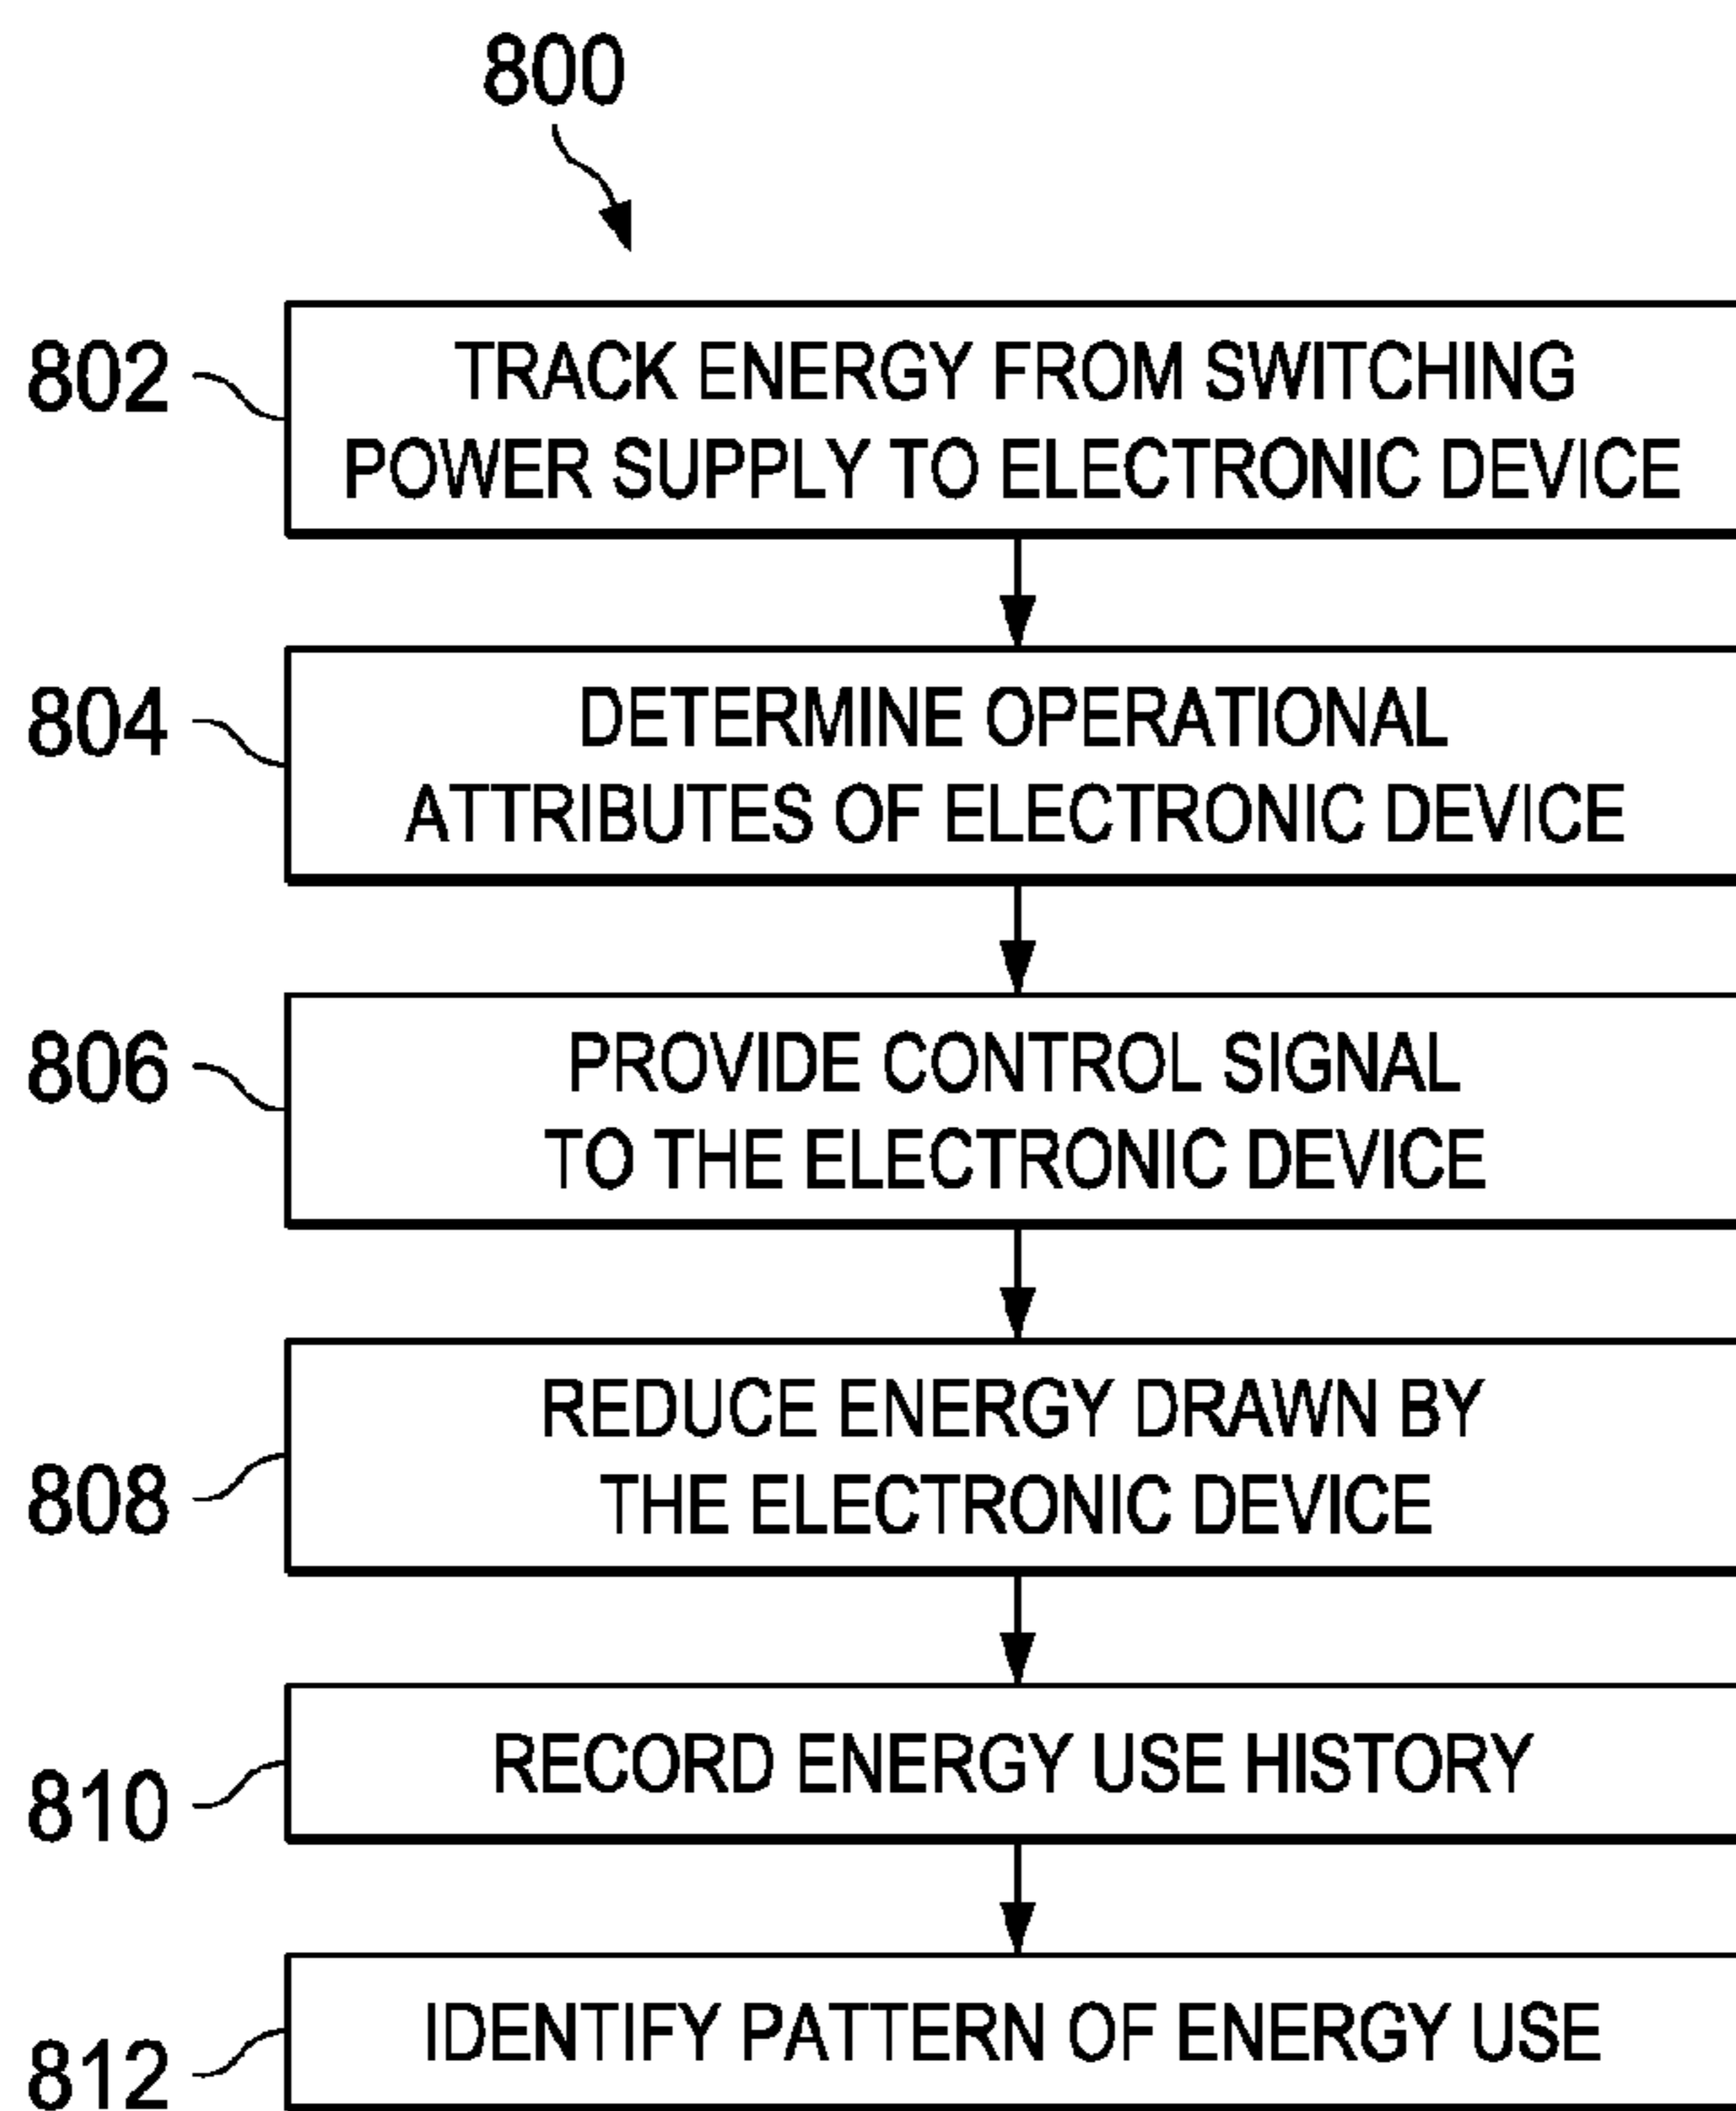 800
802
TRACK ENERGY FROM SWITCHING
POWER SUPPLY TO ELECTRONIC DEVICE
804
DETERMINE OPERATIONAL
ATTRIBUTES OF ELECTRONIC DEVICE
806
PROVIDE CONTROL SIGNAL
TO THE ELECTRONIC DEVICE
808
REDUCE ENERGY DRAWN BY
THE ELECTRONIC DEVICE
810
RECORD ENERGY USE HISTORY
812
IDENTIFY PATTERN OF ENERGY USE